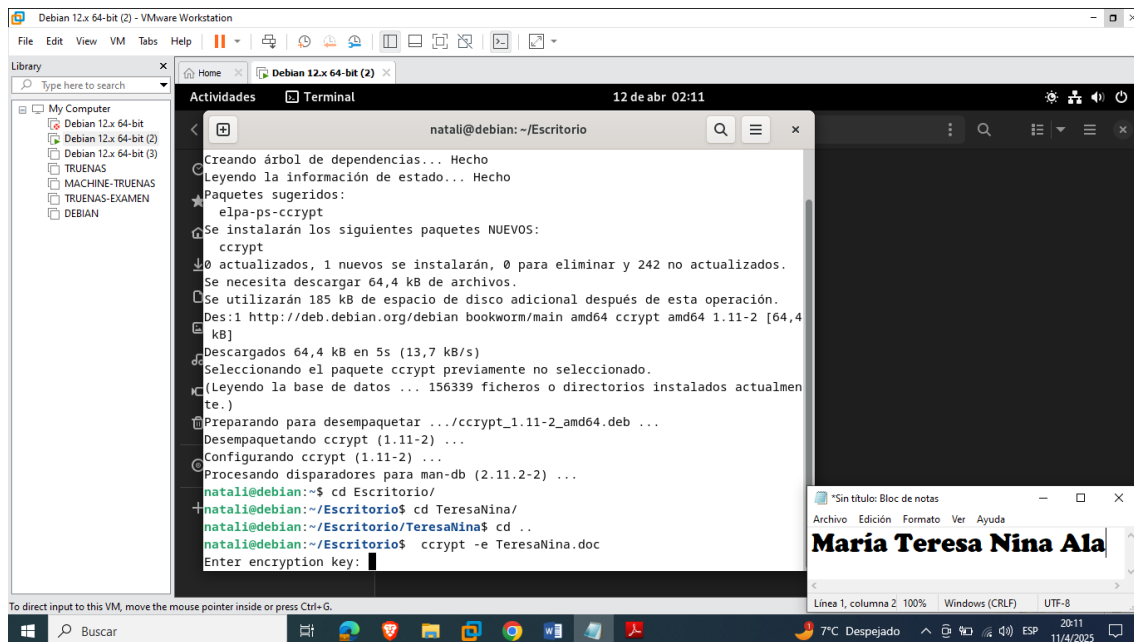 Debian 12.x 64-bit (2) - VMware Workstation
File Edit View VM Tabs Help
Library
Type here to search
My Computer
Debian 12.x 64-bit
Debian 12.x 64-bit (2)
Debian 12.x 64-bit (3)
TRUENAS
MACHINE-TRUENAS
TRUENAS-EXAMEN
DEBIAN
Home
Debian 12.x 64-bit (2)
Actividades Terminal 12 de abr 02:11
natali@debian: ~/Escritorio
Creando árbol de dependencias... Hecho
Leyendo la información de estado... Hecho
Paquetes sugeridos:
elpa-ps-ccrypt
Se instalarán los siguientes paquetes NUEVOS:
ccrypt
0 actualizados, 1 nuevos se instalarán, 0 para eliminar y 242 no actualizados.
Se necesita descargar 64,4 kB de archivos.
Se utilizarán 185 kB de espacio de disco adicional después de esta operación.
Des:1 http://deb.debian.org/debian bookworm/main amd64 ccrypt amd64 1.11-2 [64,4
kB]
Descargados 64,4 kB en 5s (13,7 kB/s)
Seleccionando el paquete ccrypt previamente no seleccionado.
(Leyendo la base de datos ... 156339 ficheros o directorios instalados actualmen
te.)
Preparando para desempaquetar .../ccrypt_1.11-2_amd64.deb ...
Desempaquetando ccrypt (1.11-2) ...
Configurando ccrypt (1.11-2) ...
Procesando disparadores para man-db (2.11.2-2) ...
natali@debian:~$ cd Escritorio/
natali@debian:~/Escritorio$ cd TeresaNina/
natali@debian:~/Escritorio/TeresaNina$ cd ..
natali@debian:~/Escritorio$ ccrypt -e TeresaNina.doc
Enter encryption key:
*Sin título: Bloc de notas
Archivo Edición Formato Ver Ayuda
María Teresa Nina Ala
Línea 1, columna 2 100% Windows (CRLF) UTF-8
To direct input to this VM, move the mouse pointer inside or press Ctrl+G.
Buscar
7°C Despejado
ESP
20:11
11/4/2025